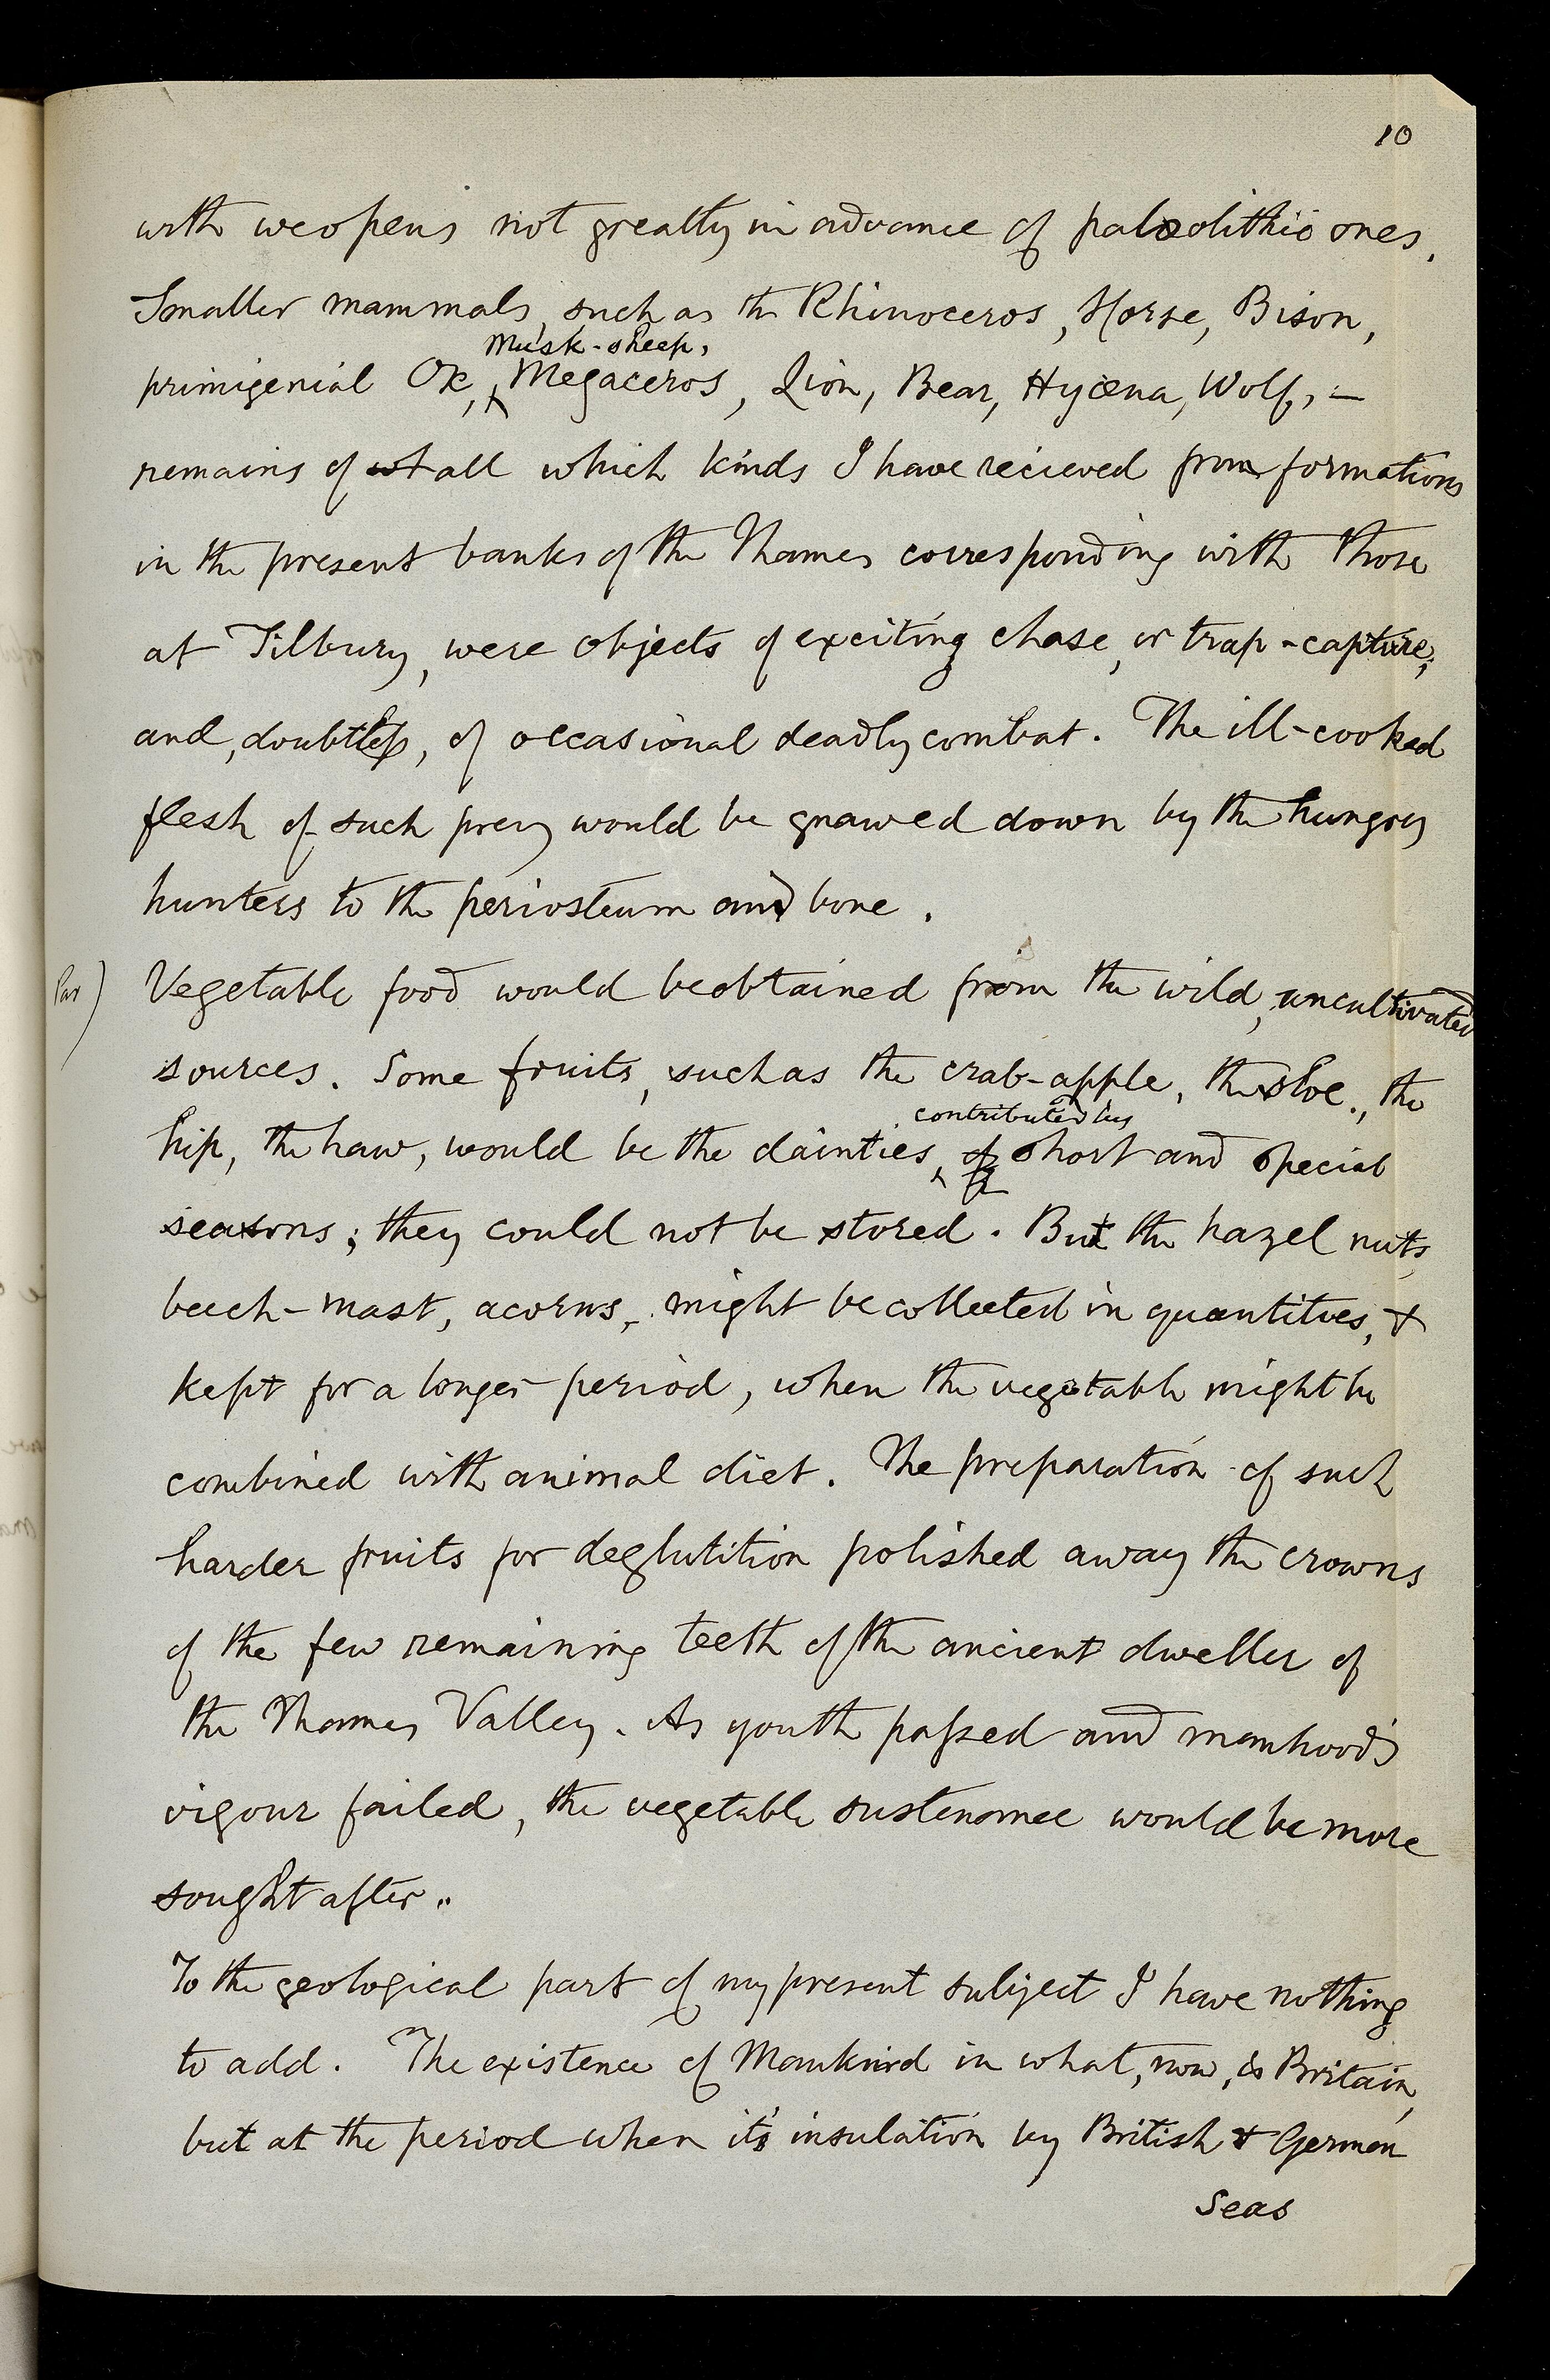 10
with weopens not greatly in advance of palæolithic ones.
Smaller mammals, such as the Rhinoceros, Horse, Bison,
Musk-sheep,
primigenial Ox, Megaceros, Lion, Bear, Hyæna, Wolf, —
remains of all which kinds I have recieved from formations
in the present banks of the Thames corresponding with those
at Tilbury, were objects of exciting chase, or trap-capture,
and, doubtless, of occasional deadly combat. The ill-cooked
flesh of such prey would be gnawed down by the hungry
hunters to the periosteum and bone.
Par) Vegetable food would be obtained from the wild, uncultivated
sources. Some fruits, such as the crab-apple, the sloe, the
contributed by
hip, the haw, would be the dainties, of short and special
seasons; they could not be stored. But the hazel nuts,
beech-mast, acorns, might be collected in quantities, &
kept for a longer period, when the vegetable might be
combined with animal diet. The preparation of such
harder fruits for deglutition polished away the crowns
of the few remaining teeth of the ancient dweller of
the Thames Valley. As youth passed and manhood's
vigour failed, the vegetable sustenance would be more
sought after.
To the geological part of my present subject I have nothing
to add. The existence of Mankind in what, now, is Britain,
but at the period when its insulation by British & German
seas